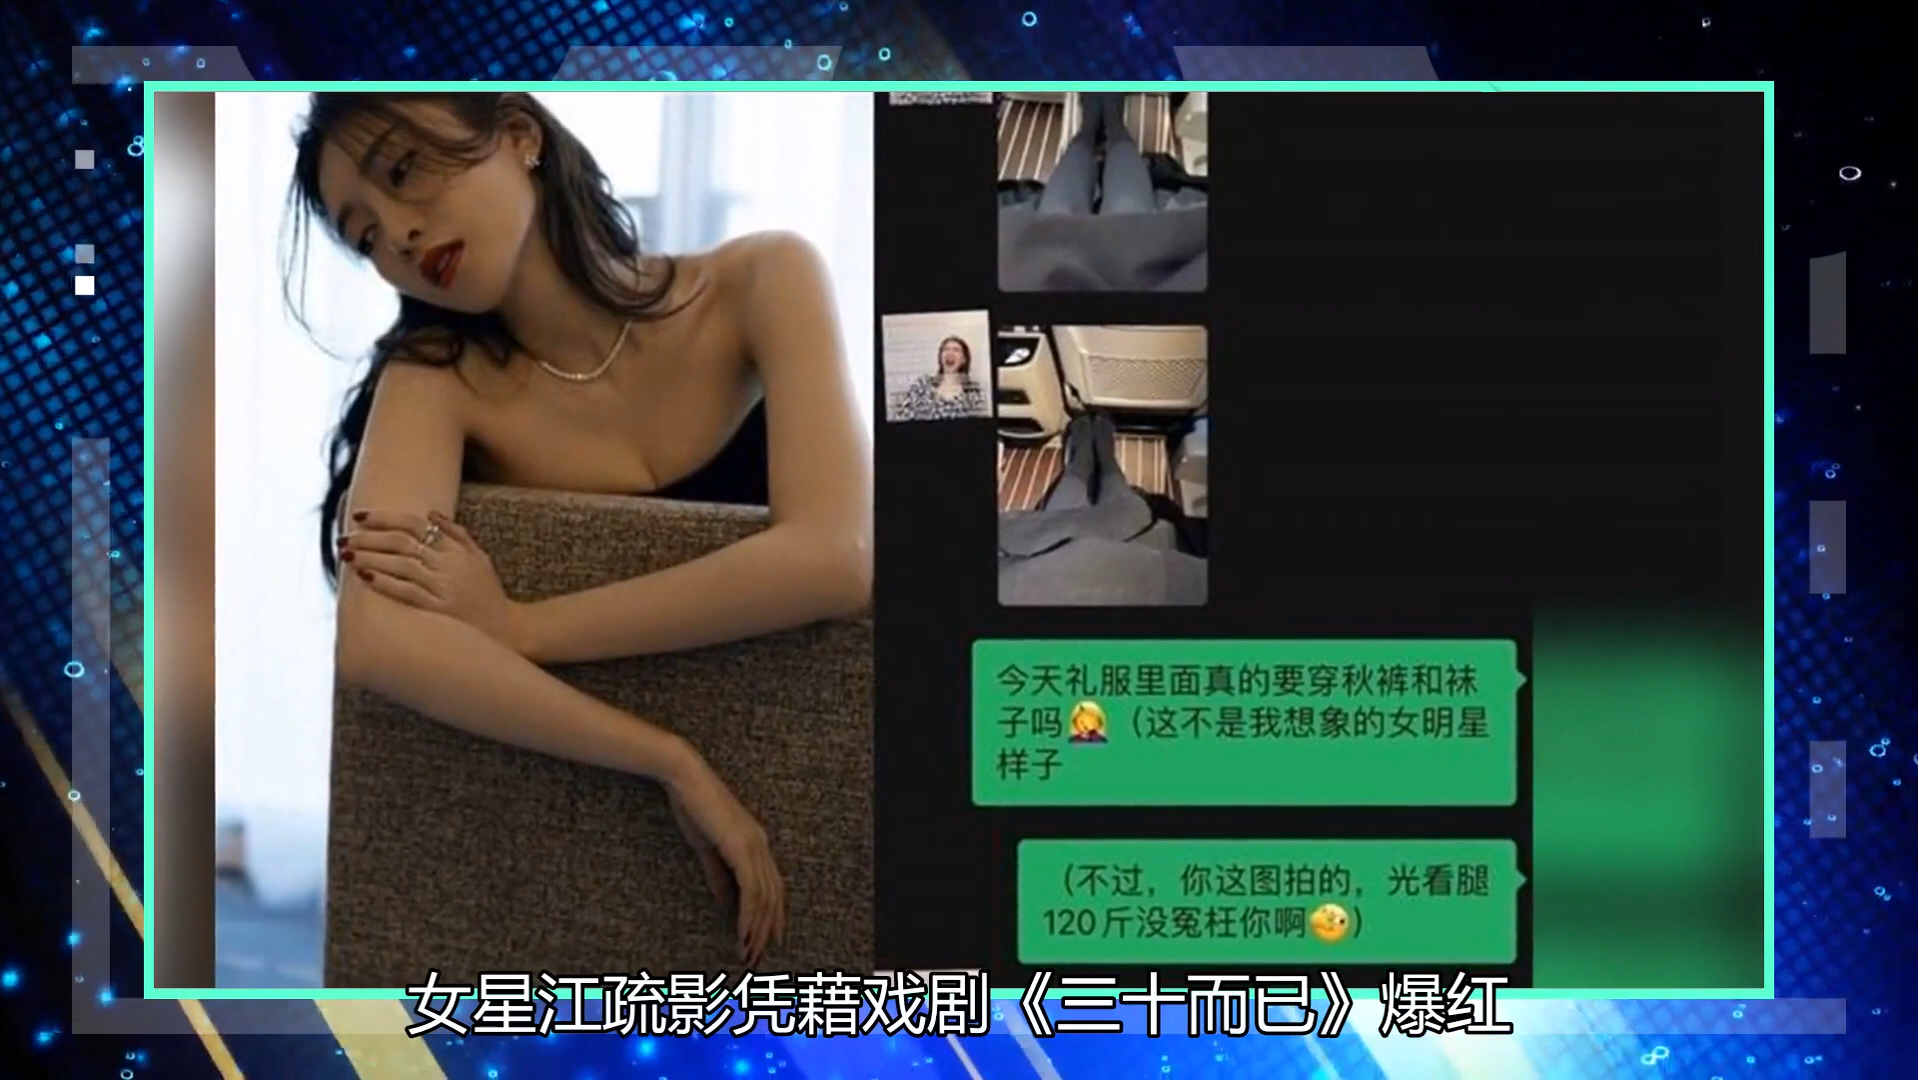 今天礼服里面真的要穿秋裤和袜
子吗🤦（这不是我想象的女明星
样子
（不过，你这图拍的，光看腿
120斤没冤枉你啊🧐）
女星江疏影凭藉戏剧《三十而已》爆红